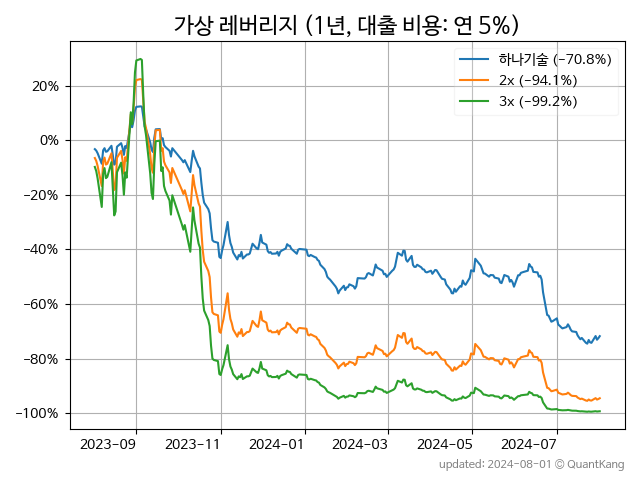 가상 레버리지 (1년, 대출 비용: 연 5%)
하나기술 (-70.8%)
2x (-94.1%)
3x (-99.2%)
20%
0%
-20%
-40%
-60%
-80%
-100%
2023-09 2023-11 2024-01 2024-03 2024-05 2024-07
updated: 2024-08-01 © QuantKang